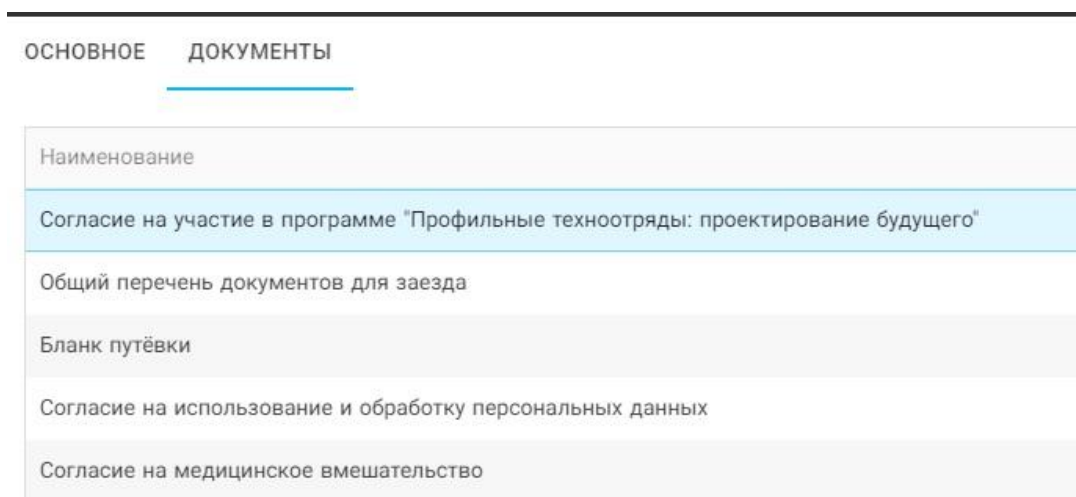 ОСНОВНОЕ ДОКУМЕНТЫ
Наименование
Согласие на участие в программе "Профильные техноотряды: проектирование будущего"
Общий перечень документов для заезда
Бланк путёвки
Согласие на использование и обработку персональных данных
Согласие на медицинское вмешательство